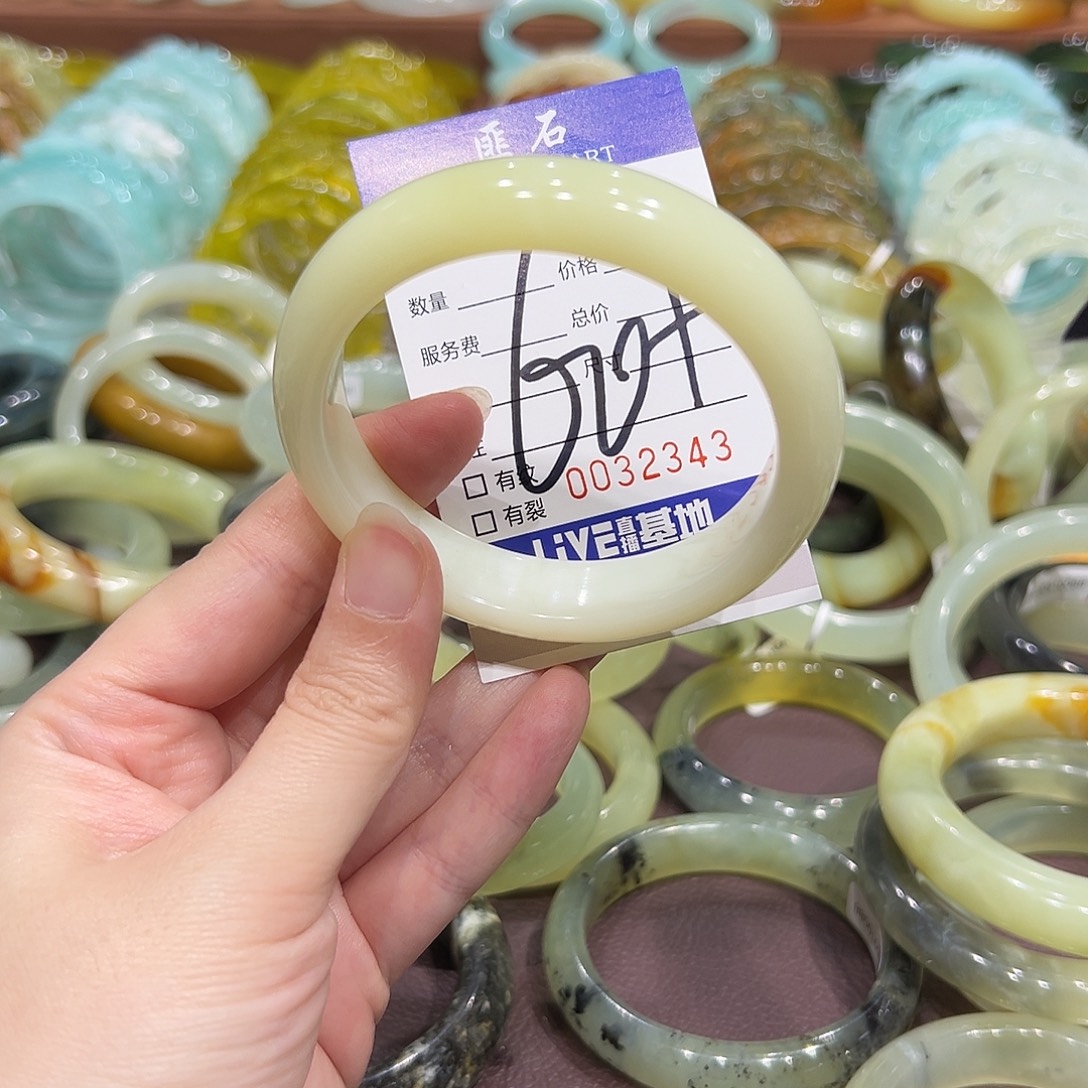 匪石
ART
价格
数量
总价
服务费
尺寸
有纹
0032343
有裂
LIVE直播基地